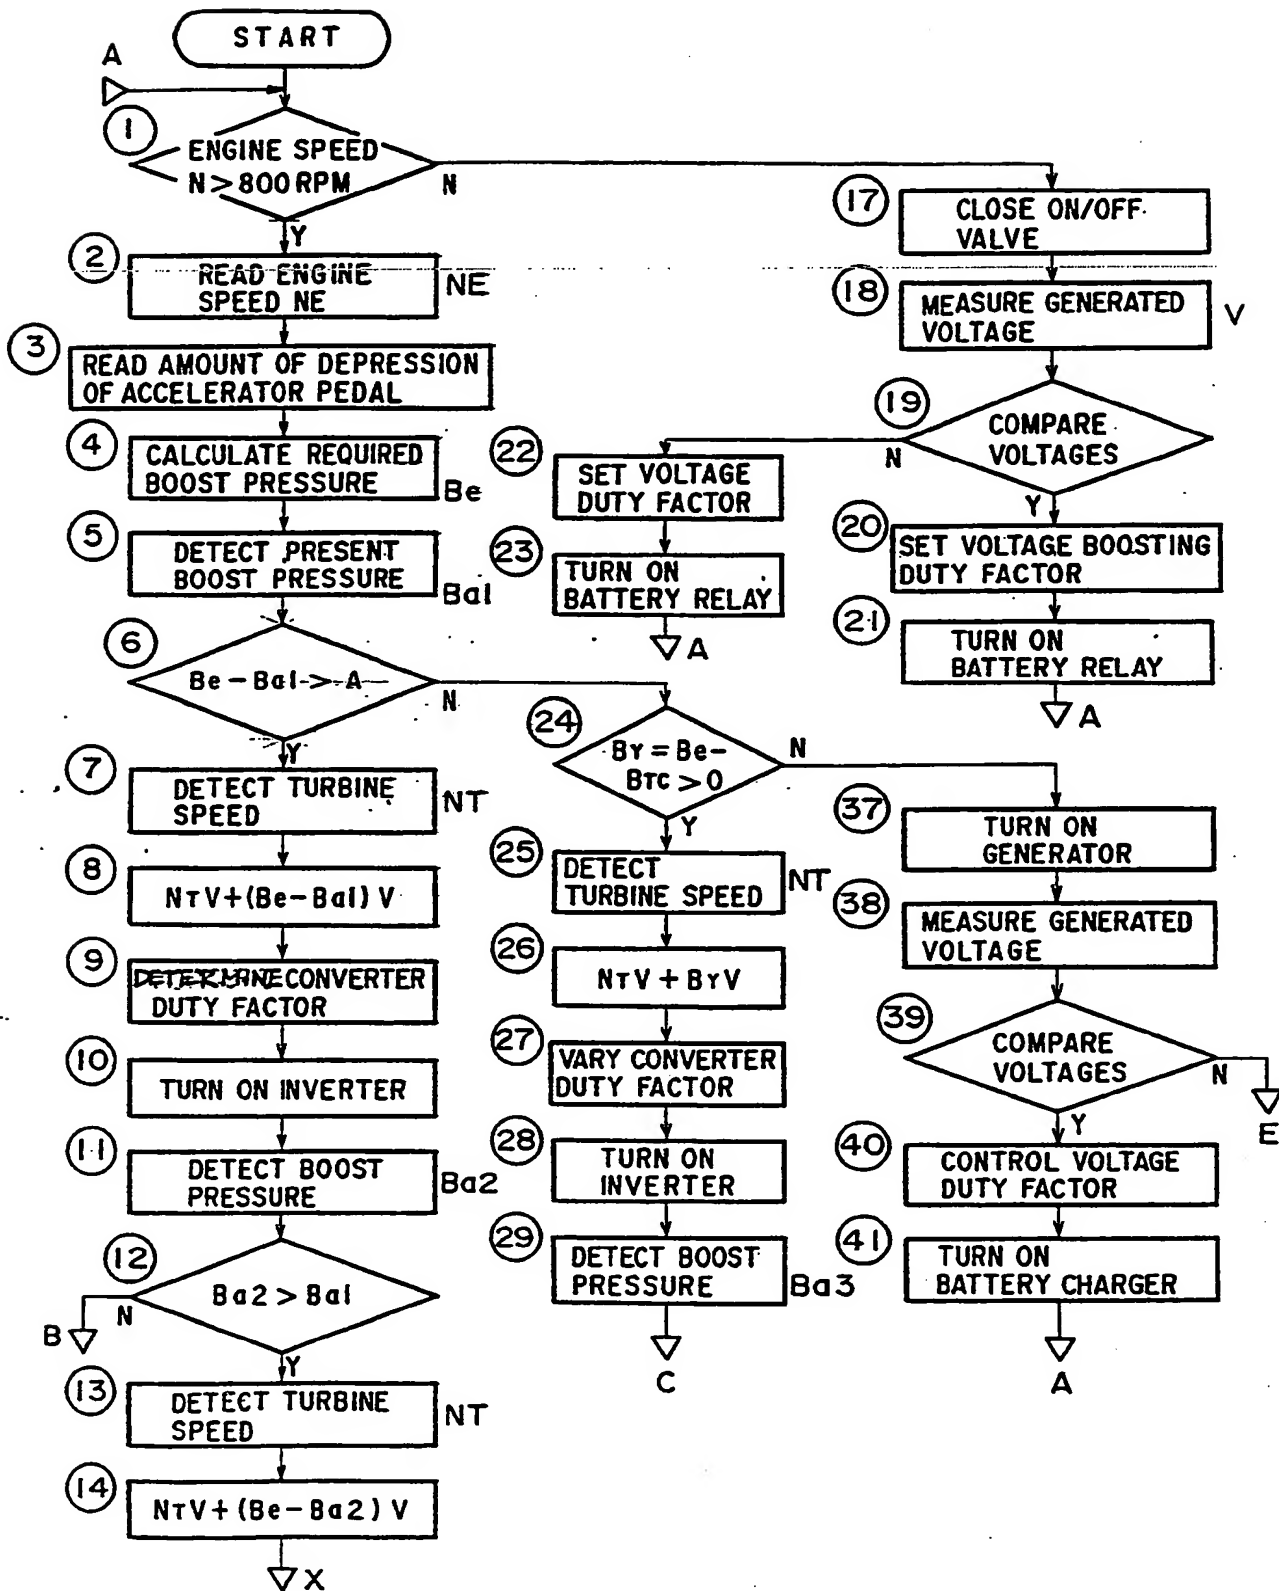 START
A
1
ENGINE SPEED
N > 800 RPM
N
Y
2
READ ENGINE
SPEED NE
NE
3
READ AMOUNT OF DEPRESSION
OF ACCELERATOR PEDAL
4
CALCULATE REQUIRED
BOOST PRESSURE
Be
5
DETECT PRESENT
BOOST PRESSURE
Ba1
6
Be - Ba1 > A
N
Y
7
DETECT TURBINE
SPEED
NT
8
NTV + (Be - Ba1) V
9
DETERMINE CONVERTER
DUTY FACTOR
10
TURN ON INVERTER
11
DETECT BOOST
PRESSURE
Ba2
12
Ba2 > Ba1
N
B
Y
13
DETECT TURBINE
SPEED
NT
14
NTV + (Be - Ba2) V
X
17
CLOSE ON/OFF
VALVE
18
MEASURE GENERATED
VOLTAGE
V
19
COMPARE
VOLTAGES
N
Y
20
SET VOLTAGE BOOSTING
DUTY FACTOR
21
TURN ON
BATTERY RELAY
A
22
SET VOLTAGE
DUTY FACTOR
23
TURN ON
BATTERY RELAY
A
24
BY = Be -
BTC > 0
N
Y
25
DETECT
TURBINE SPEED
NT
26
NTV + BYV
27
VARY CONVERTER
DUTY FACTOR
28
TURN ON
INVERTER
29
DETECT BOOST
PRESSURE
Ba3
C
37
TURN ON
GENERATOR
38
MEASURE GENERATED
VOLTAGE
39
COMPARE
VOLTAGES
N
E
Y
40
CONTROL VOLTAGE
DUTY FACTOR
41
TURN ON
BATTERY CHARGER
A